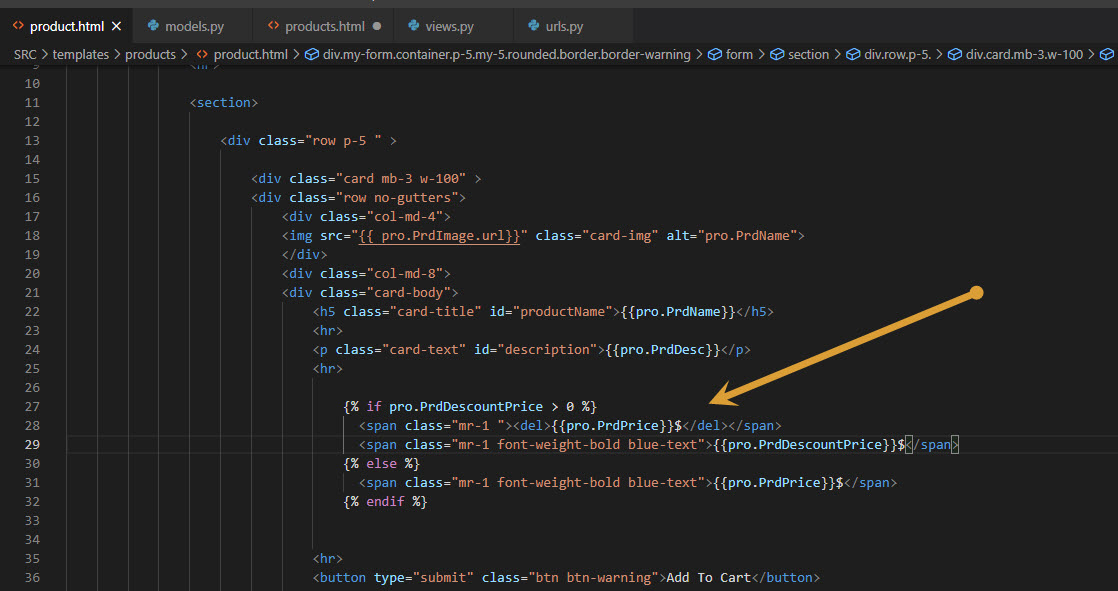 product.html
models.py
products.html
views.py
urls.py
SRC > templates > products > product.html > div.my-form.container.p-5.my-5.rounded.border.border-warning > form > section > div.row.p-5. > div.card.mb-3.w-100 >
9 <hr>
10
11 <section>
12
13 <div class="row p-5 " >
14
15 <div class="card mb-3 w-100" >
16 <div class="row no-gutters">
17 <div class="col-md-4">
18 <img src="{{ pro.PrdImage.url}}" class="card-img" alt="pro.PrdName">
19 </div>
20 <div class="col-md-8">
21 <div class="card-body">
22 <h5 class="card-title" id="productName">{{pro.PrdName}}</h5>
23 <hr>
24 <p class="card-text" id="description">{{pro.PrdDesc}}</p>
25 <hr>
26
27 {% if pro.PrdDescountPrice > 0 %}
28 <span class="mr-1 "><del>{{pro.PrdPrice}}$</del></span>
29 <span class="mr-1 font-weight-bold blue-text">{{pro.PrdDescountPrice}}$</span>
30 {% else %}
31 <span class="mr-1 font-weight-bold blue-text">{{pro.PrdPrice}}$</span>
32 {% endif %}
33
34
35 <hr>
36 <button type="submit" class="btn btn-warning">Add To Cart</button>